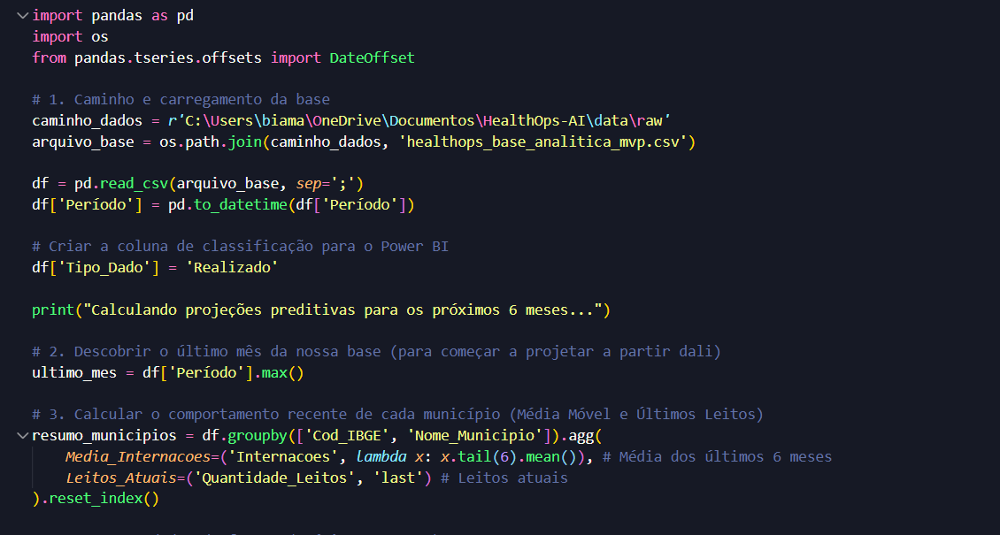 import pandas as pd
import os
from pandas.tseries.offsets import DateOffset
# 1. Caminho e carregamento da base
caminho_dados = r'C:\Users\biama\OneDrive\Documentos\HealthOps-AI\data\raw'
arquivo_base = os.path.join(caminho_dados, 'healthops_base_analitica_mvp.csv')
df = pd.read_csv(arquivo_base, sep=';')
df['Período'] = pd.to_datetime(df['Período'])
# Criar a coluna de classificação para o Power BI
df['Tipo_Dado'] = 'Realizado'
print("Calculando projeções preditivas para os próximos 6 meses...")
# 2. Descobrir o último mês da nossa base (para começar a projetar a partir dali)
ultimo_mes = df['Período'].max()
# 3. Calcular o comportamento recente de cada município (Média Móvel e Últimos Leitos)
resumo_municipios = df.groupby(['Cod_IBGE', 'Nome_Municipio']).agg(
    Media_Internacoes=('Internacoes', lambda x: x.tail(6).mean()), # Média dos últimos 6 meses
    Leitos_Atuais=('Quantidade_Leitos', 'last') # Leitos atuais
).reset_index()